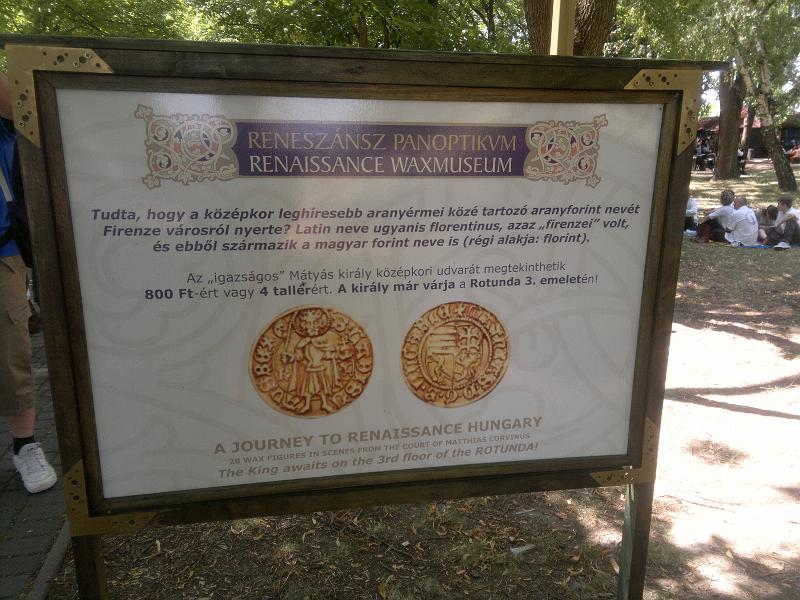 RENESZÁNSZ PANOPTIKVM
RENAISSANCE WAXMUSEUM
Tudta, hogy a középkor leghíresebb aranyérmei közé tartozó aranyforint nevét
Firenze városról nyerte? Latin neve ugyanis florentinus, azaz „firenzei” volt,
és ebből származik a magyar forint neve is (régi alakja: florint).
Az „igazságos” Mátyás király középkori udvarát megtekinthetik
800 Ft-ért vagy 4 tallérért. A király már várja a Rotunda 3. emeletén!
A JOURNEY TO RENAISSANCE HUNGARY
28 WAX FIGURES IN SCENES FROM THE COURT OF MATTHIAS CORVINUS
The King awaits on the 3rd floor of the ROTUNDA!